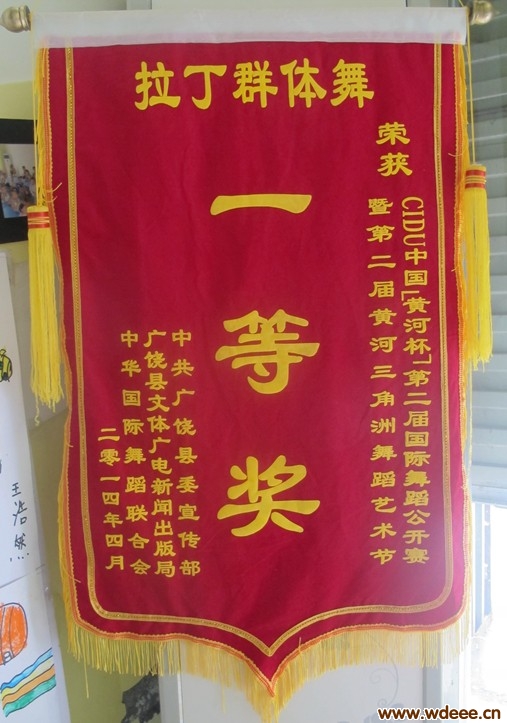 拉丁群体舞
荣获
CIDU中国「黄河杯」第二届国际舞蹈公开赛
暨第二届黄河三角洲舞蹈艺术节
一等奖
中共广饶县委宣传部
广饶县文体广电新闻出版局
中华国际舞蹈联合会
二零一四年四月
王浩然
www.wdeee.cn